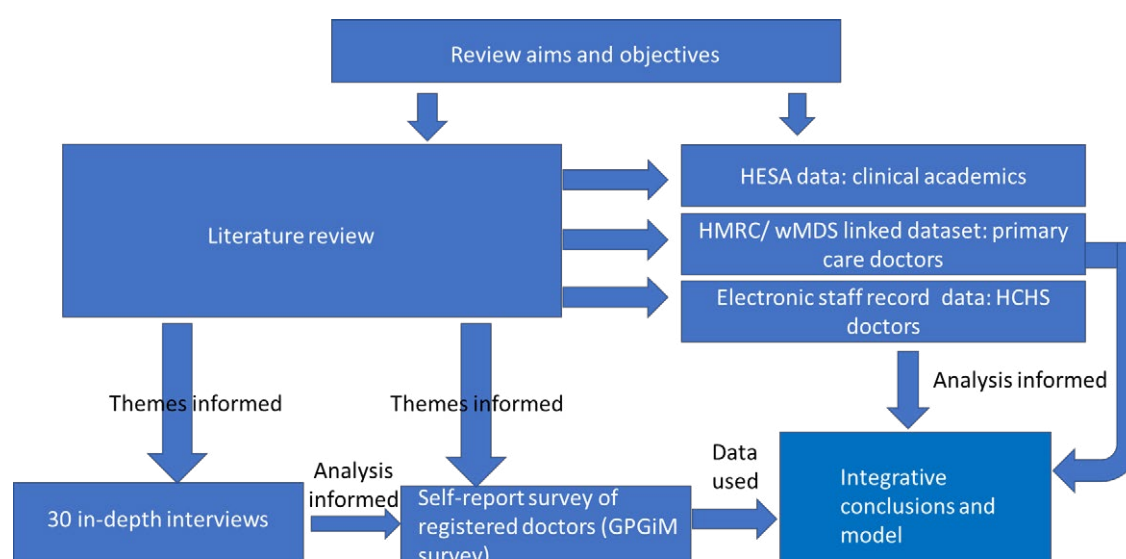 Review aims and objectives
Literature review
HESA data: clinical academics
HMRC/ wMDS linked dataset: primary
care doctors
Electronic staff record data: HCHS
doctors
Themes informed
Themes informed
Analysis informed
30 in-depth interviews
Analysis
informed
Self-report survey of
registered doctors (GPGiM
survey)
Data
used
Integrative
conclusions and
model